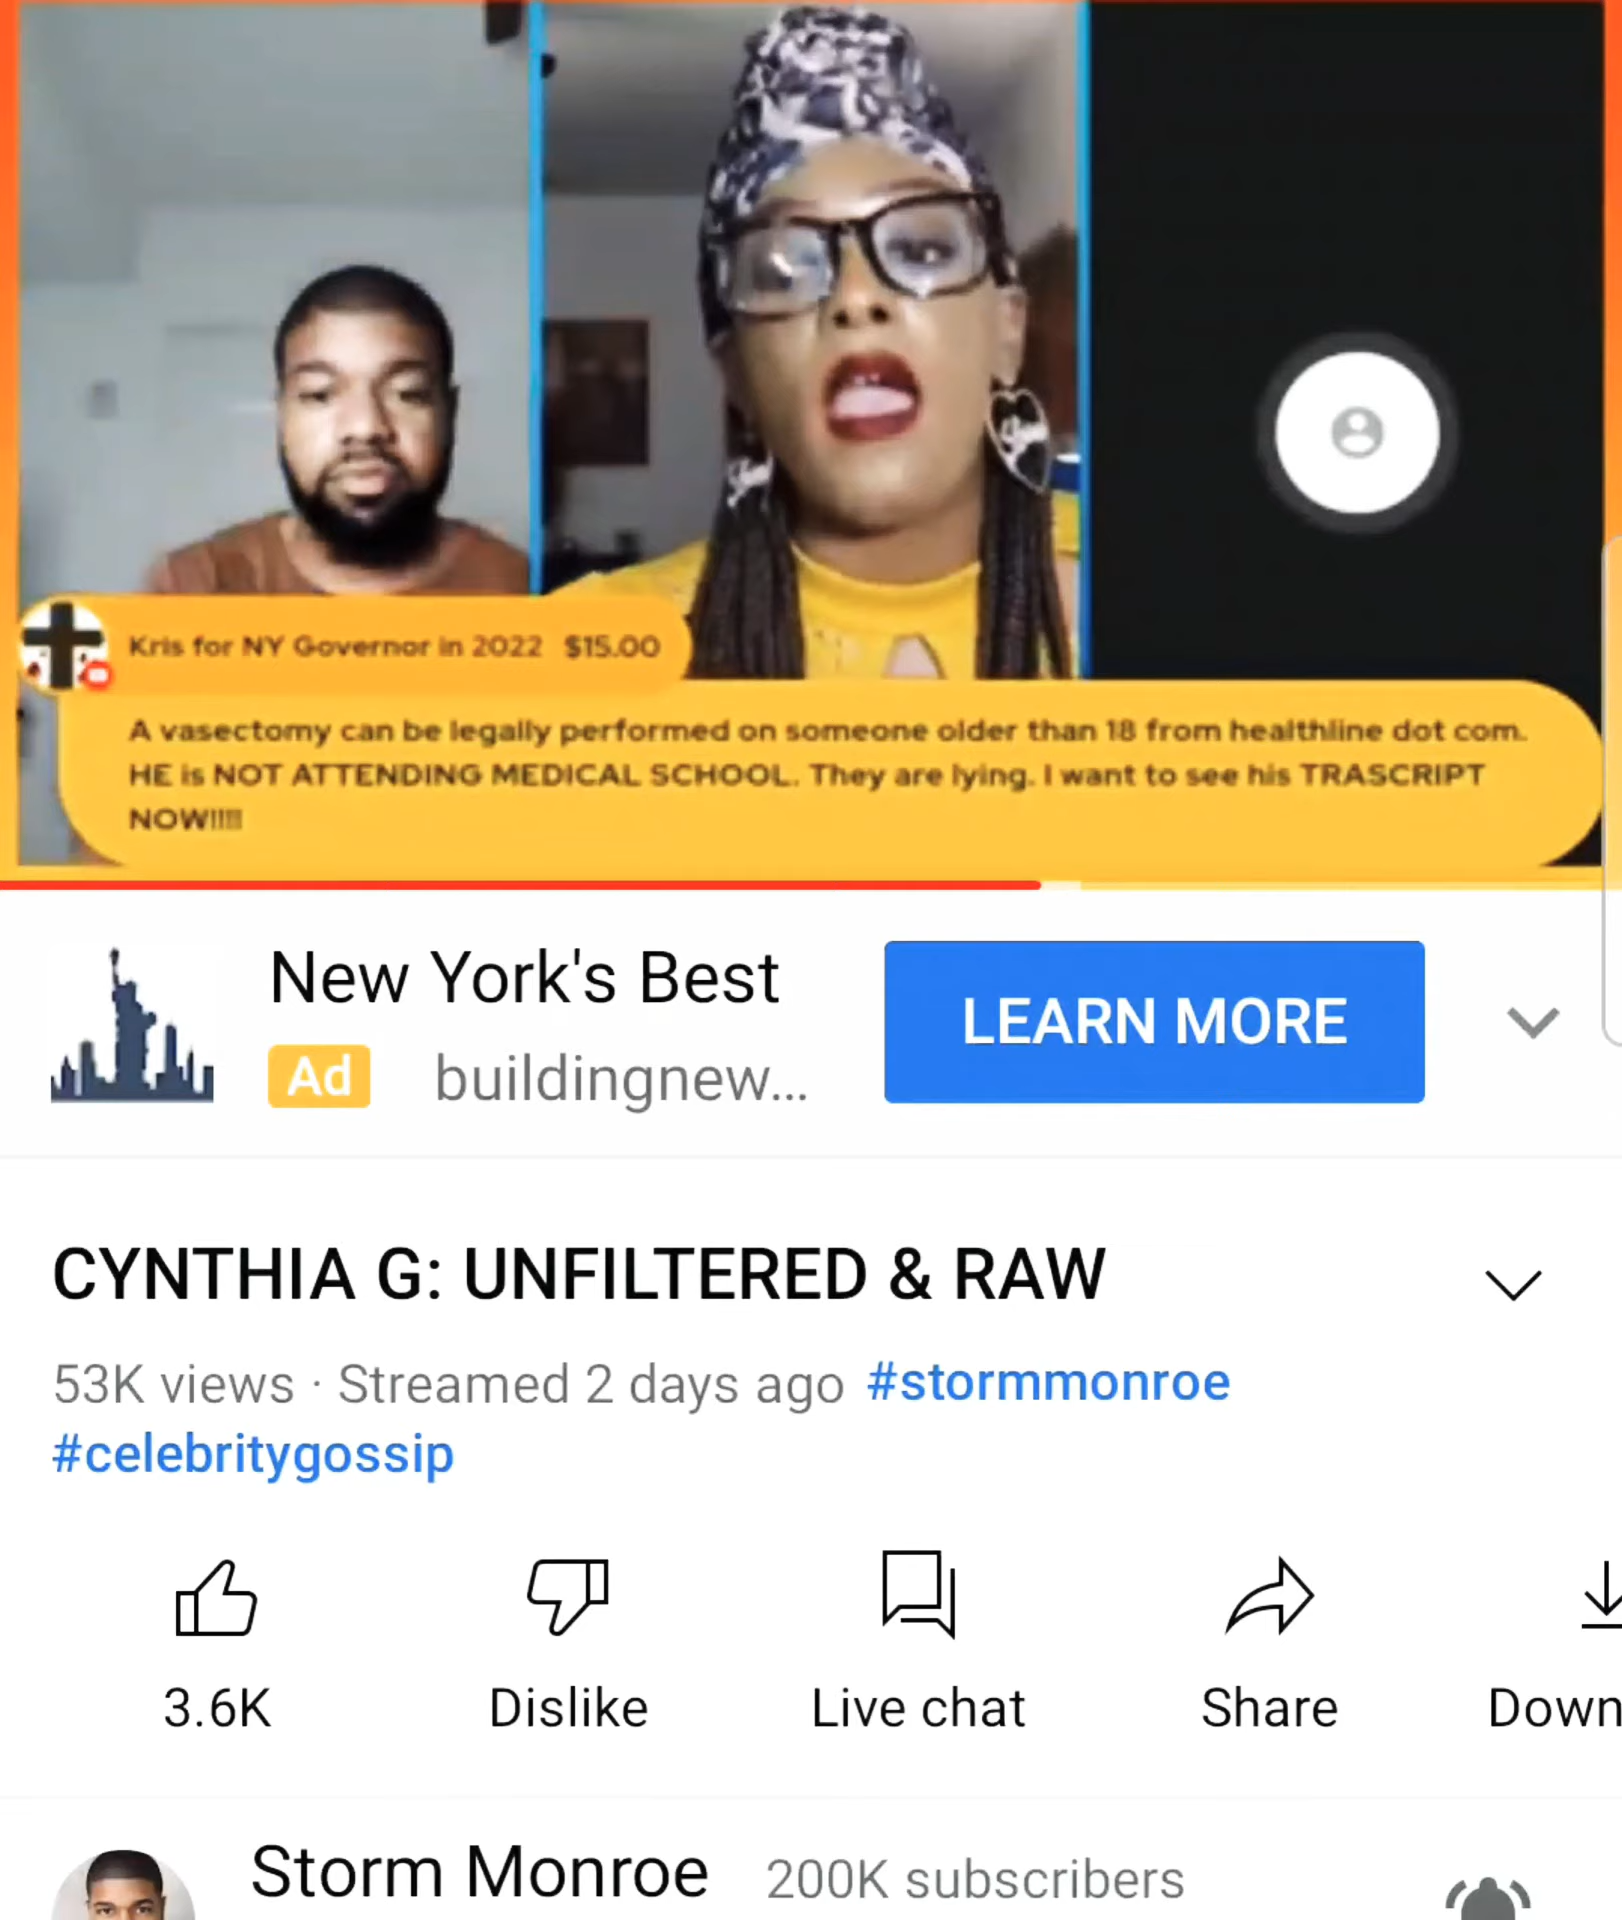 Kris for NY Governor in 2022 $15.00
A vasectomy can be legally performed on someone older than 18 from healthline dot com.
HE is NOT ATTENDING MEDICAL SCHOOL. They are lying. I want to see his TRASCRIPT
NOW!!!!!
New York's Best
Ad buildingnew...
LEARN MORE
CYNTHIA G: UNFILTERED & RAW
53K views · Streamed 2 days ago #stormmonroe
#celebritygossip
3.6K Dislike Live chat Share Down
Storm Monroe 200K subscribers